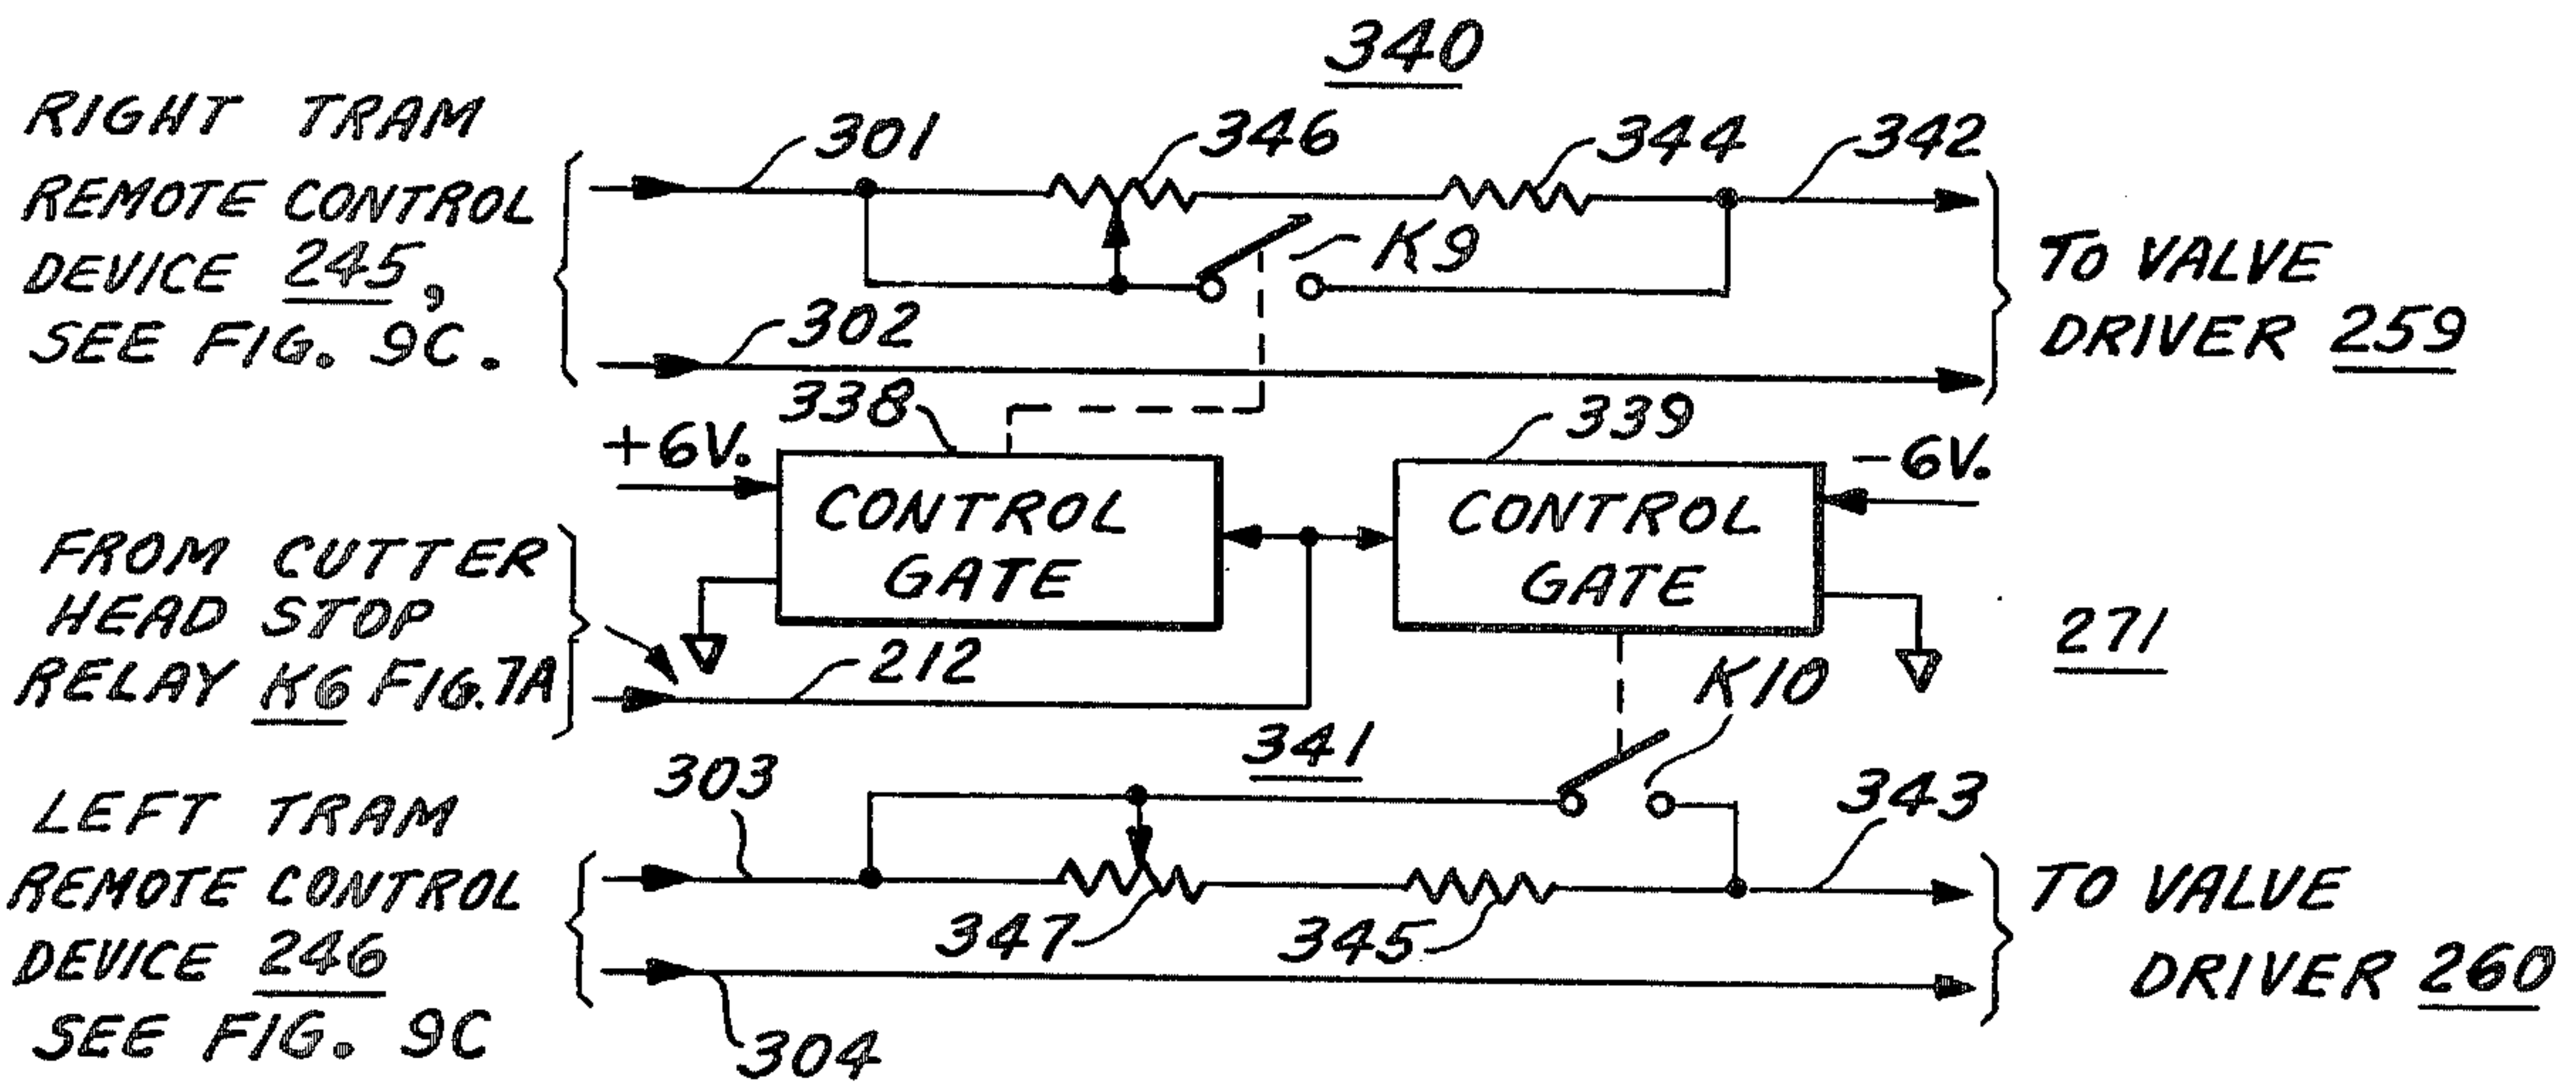 340
RIGHT TRAM
REMOTE CONTROL
DEVICE 245,
SEE FIG. 9C.
301
346
344
342
K9
302
TO VALVE
DRIVER 259
338
339
+6V.
-6V.
CONTROL
GATE
CONTROL
GATE
FROM CUTTER
HEAD STOP
RELAY K6 FIG. 7A
212
271
K10
341
303
343
LEFT TRAM
REMOTE CONTROL
DEVICE 246
SEE FIG. 9C
347
345
304
TO VALVE
DRIVER 260